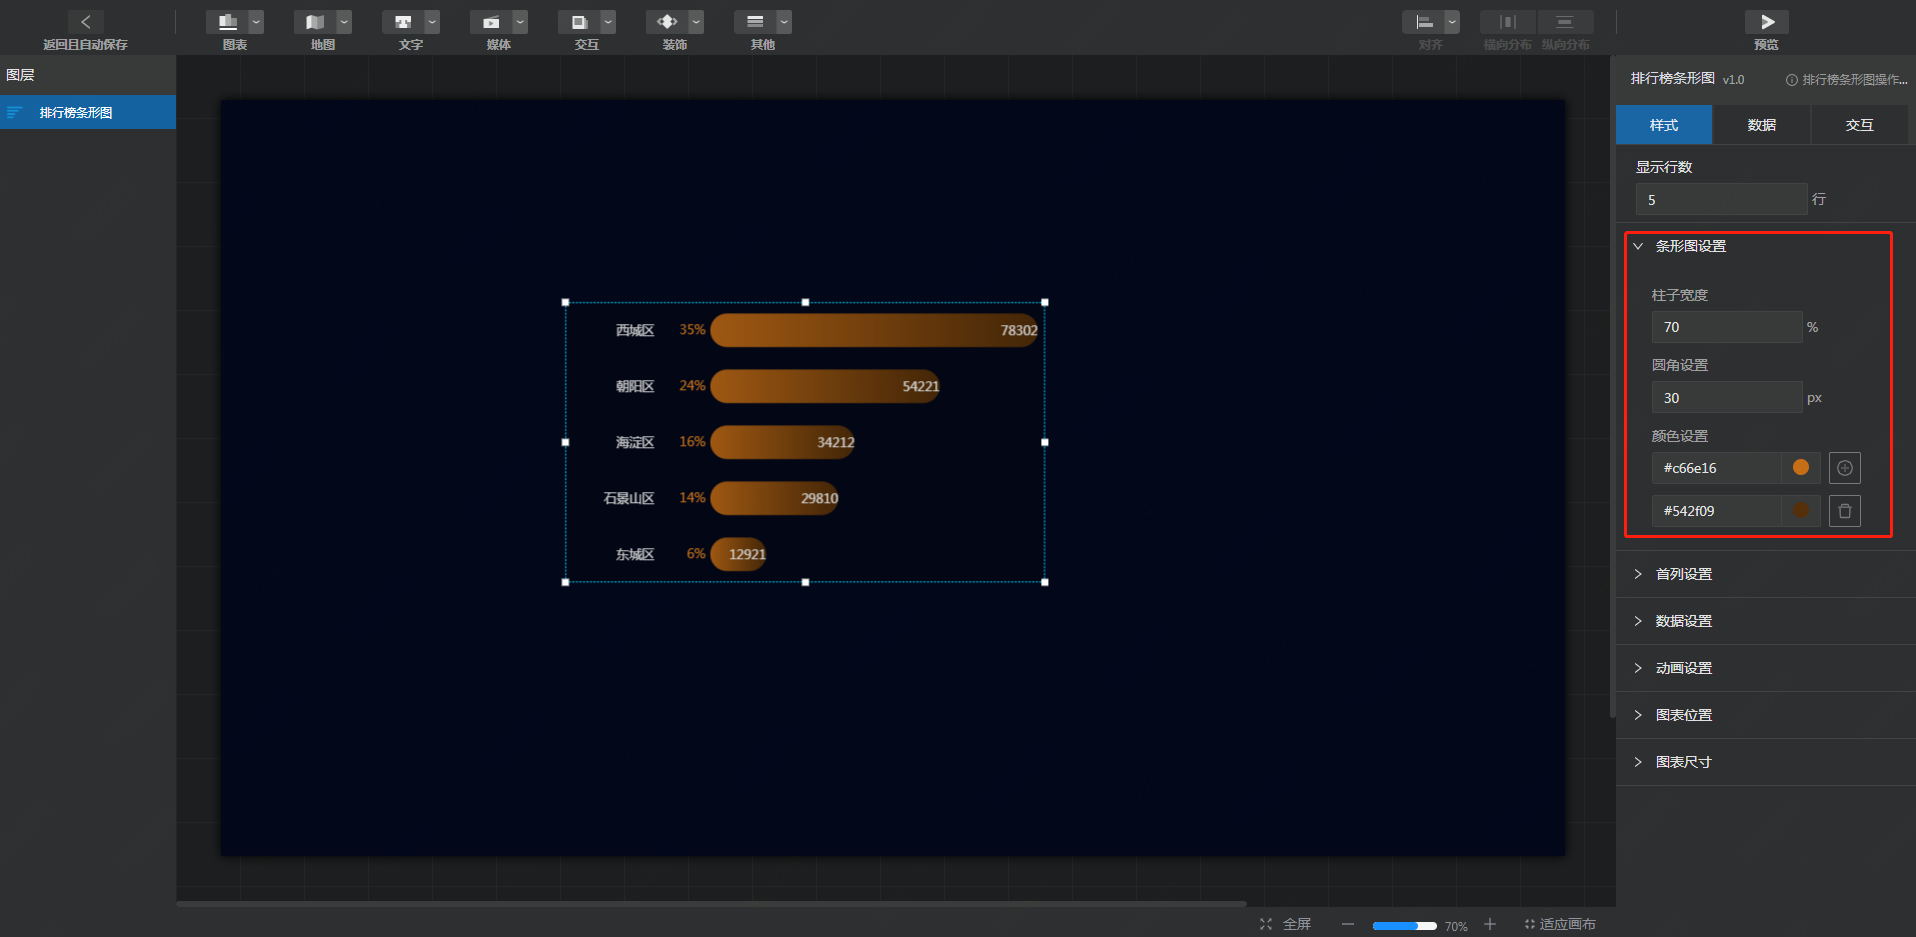 返回且自动保存
图表
地图
文字
媒体
交互
装饰
其他
对齐
横向分布
纵向分布
预览
图层
排行榜条形图
西城区 35% 78302
朝阳区 24% 54221
海淀区 16% 34212
石景山区 14% 29810
东城区 6% 12921
全屏
70%
适应画布
排行榜条形图 v1.0 排行榜条形图操作...
样式 数据 交互
显示行数
5 行
条形图设置
柱子宽度
70 %
圆角设置
30 px
颜色设置
#c66e16
#542f09
首列设置
数据设置
动画设置
图表位置
图表尺寸